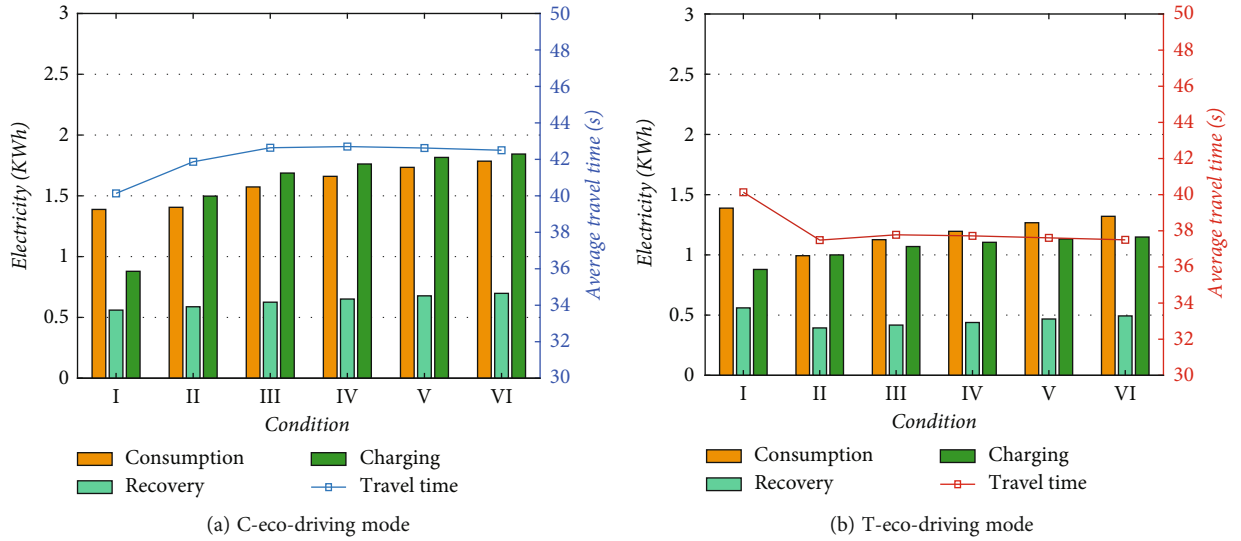 3
2.5
2
1.5
1
0.5
0
Electricity (KWh)
50
48
46
44
42
40
38
36
34
32
30
Average travel time (s)
I II III IV V VI
Condition
Consumption
Charging
Recovery
Travel time
(a) C-eco-driving mode
3
2.5
2
1.5
1
0.5
0
Electricity (KWh)
50
48
46
44
42
40
38
36
34
32
30
Average travel time (s)
I II III IV V VI
Condition
Consumption
Charging
Recovery
Travel time
(b) T-eco-driving mode